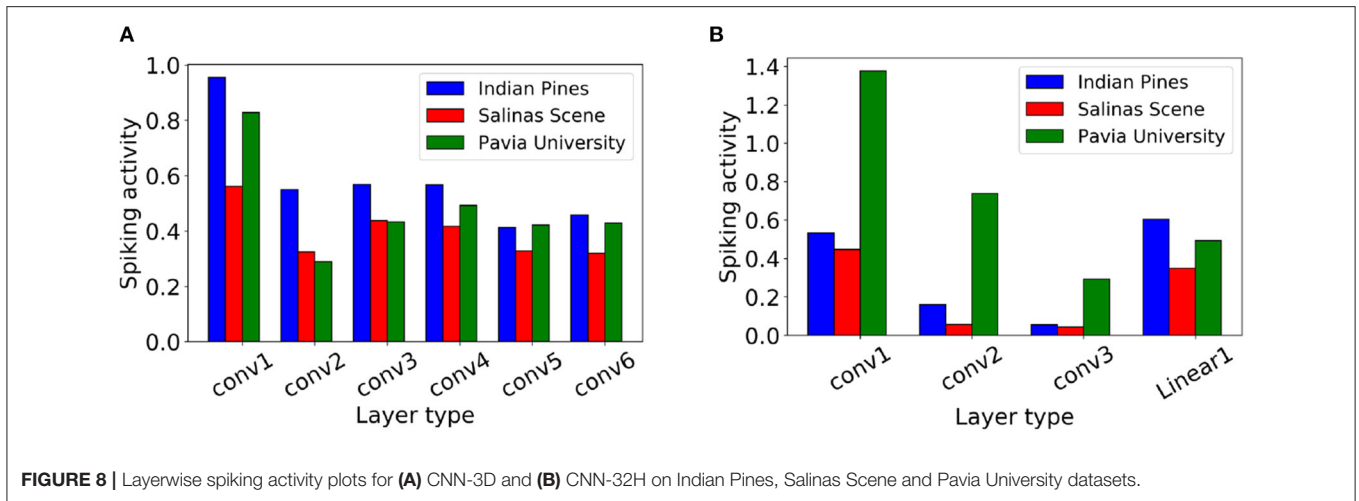 A
1.0
0.8
0.6
0.4
0.2
0.0
Spiking activity
Indian Pines
Salinas Scene
Pavia University
conv1
conv2
conv3
conv4
conv5
conv6
Layer type
B
1.4
1.2
1.0
0.8
0.6
0.4
0.2
0.0
Spiking activity
Indian Pines
Salinas Scene
Pavia University
conv1
conv2
conv3
Linear1
Layer type
FIGURE 8 | Layerwise spiking activity plots for (A) CNN-3D and (B) CNN-32H on Indian Pines, Salinas Scene and Pavia University datasets.